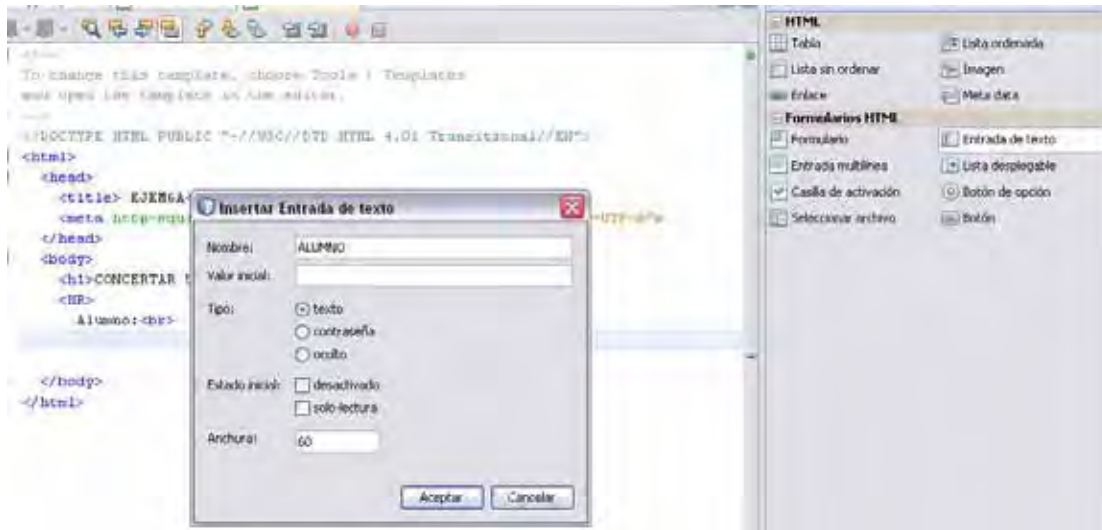 To change this template, choose Tools | Templates
and open the template in the editor.
<!DOCTYPE HTML PUBLIC "-//W3C//DTD HTML 4.01 Transitional//EN">
<html>
<head>
<title> EJEM6A
<meta http-equi
</head>
<body>
<h1>CONCERTAR
<HR>
Alumno:<br>
</body>
</html>
Insertar Entrada de texto
Nombre: ALUMNO
Valor inicial:
Tipo: texto
contraseña
oculto
Estado inicial: desactivado
solo-lectura
Anchura: 60
Aceptar Cancelar
HTML
Tabla Lista ordenada
Lista sin ordenar Imagen
Enlace Meta data
Formularios HTML
Formulario Entrada de texto
Entrada multilínea Lista desplegable
Casilla de activación Botón de opción
Seleccionar archivo Botón